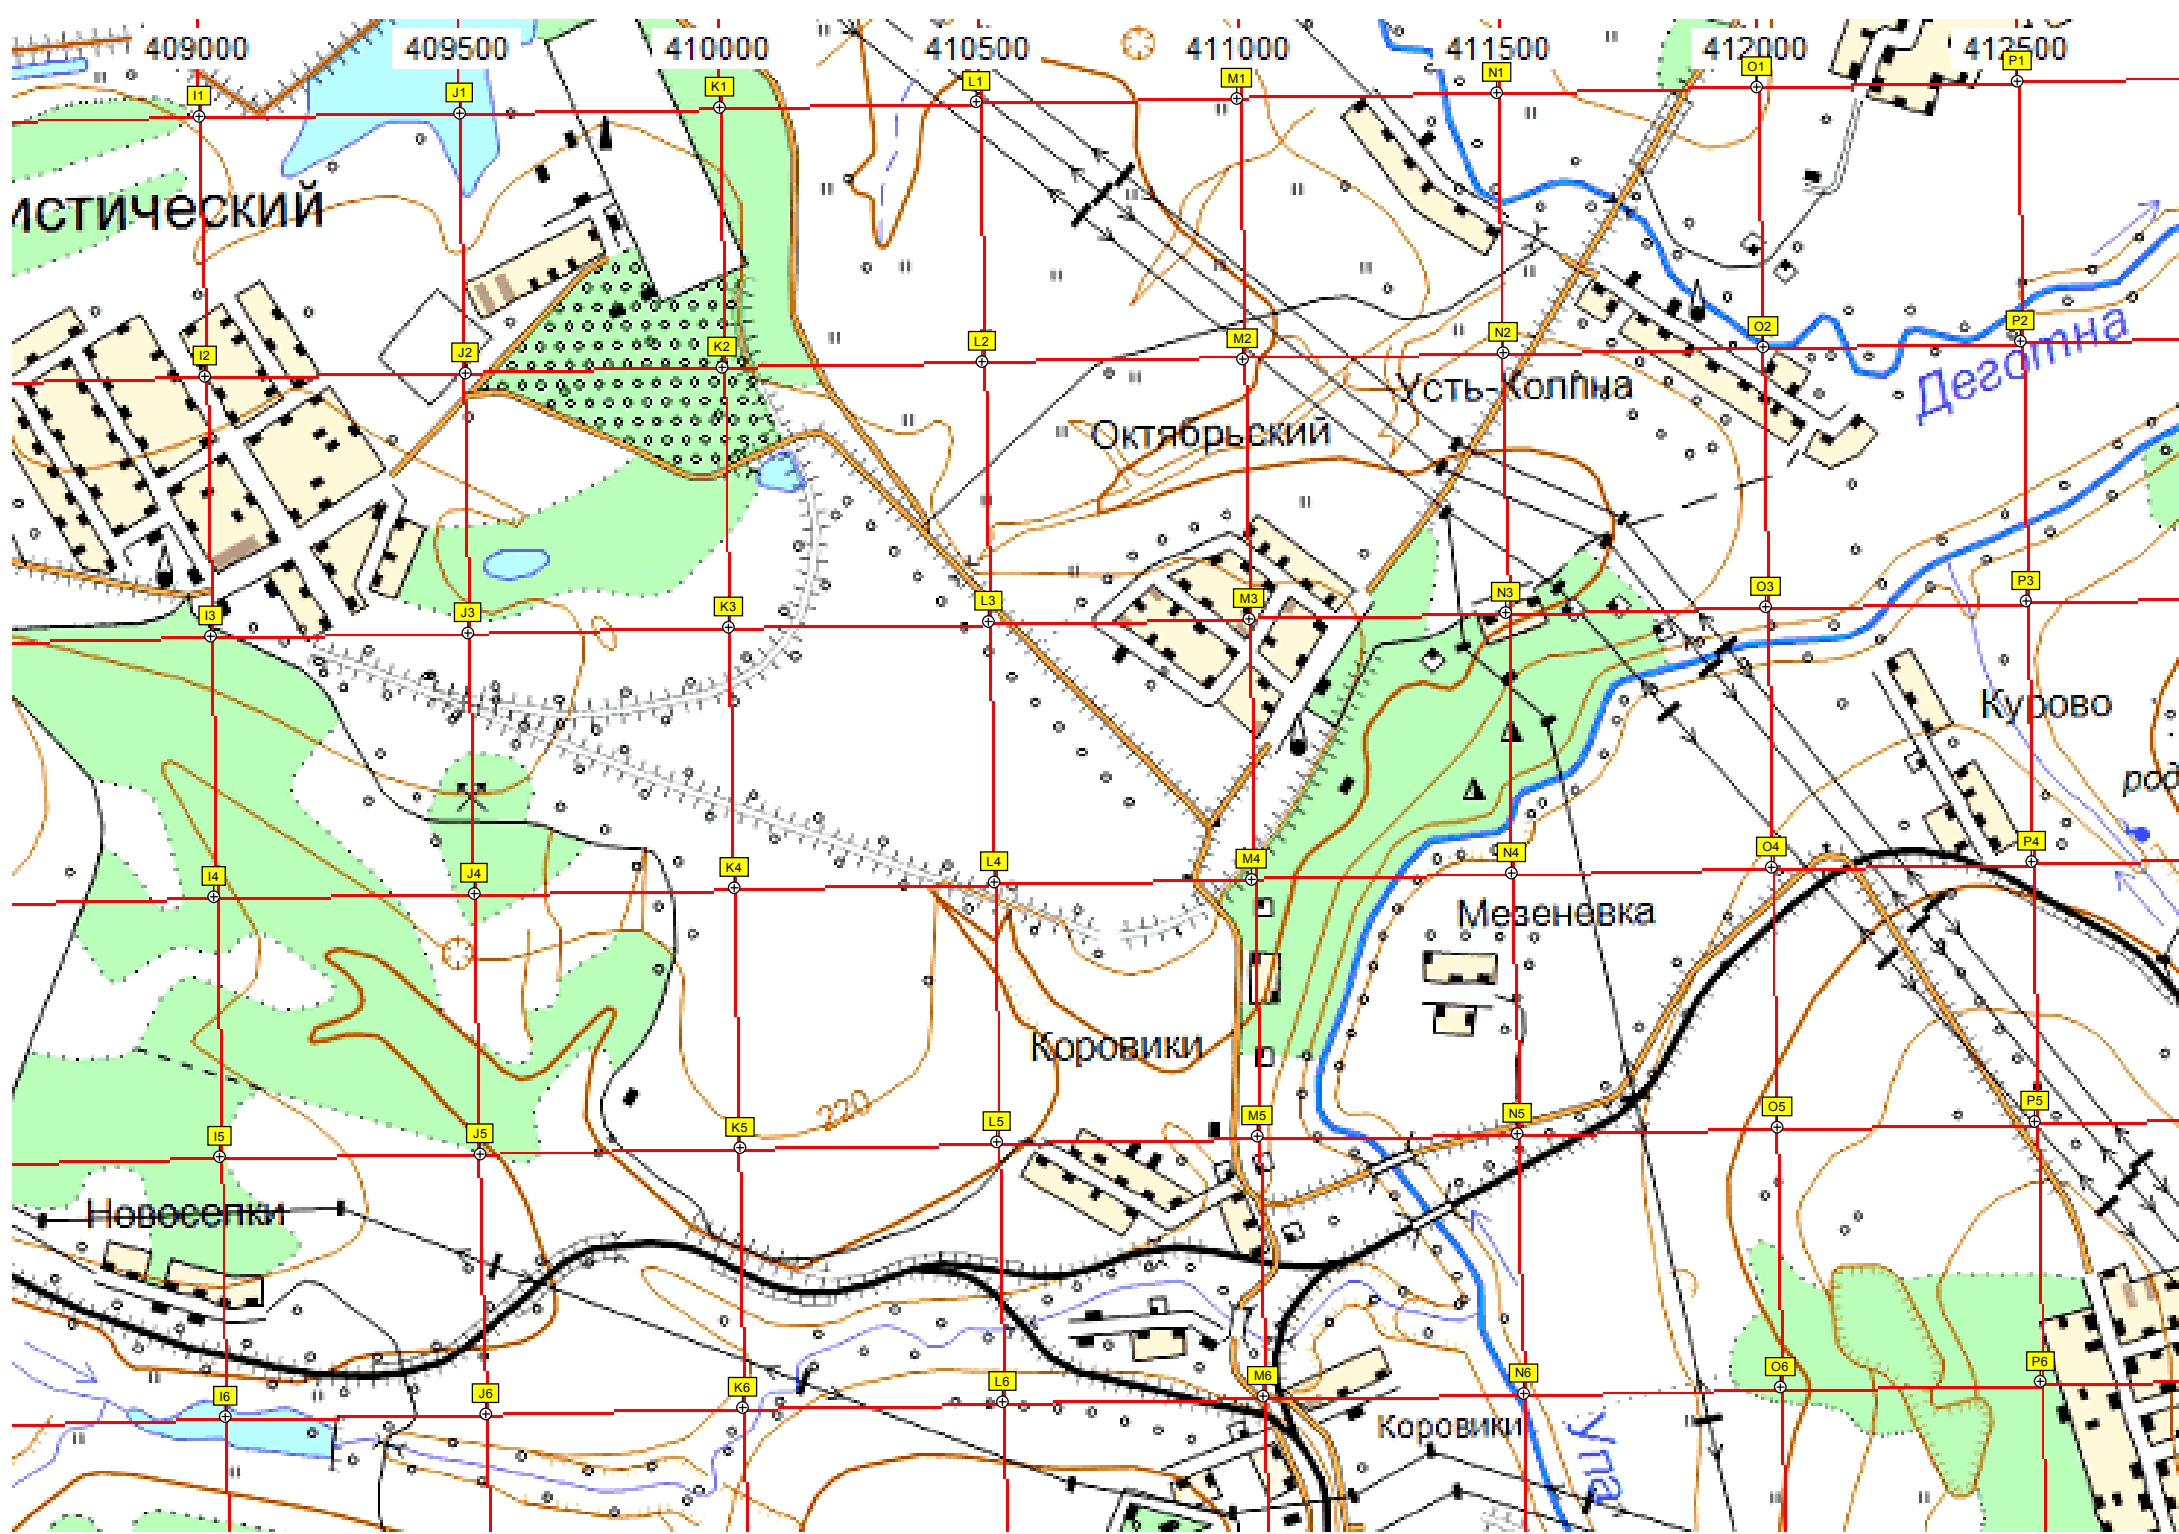 409000 409500 410000 410500 411000 411500 412000 412500
I1 J1 K1 L1 M1 N1 O1 P1
истический
I2 J2 K2 L2 M2 N2 O2 P2
Деготна
Усть-Колпна
Октябрьский
I3 J3 K3 L3 M3 N3 O3 P3
Курово
род
I4 J4 K4 L4 M4 N4 O4 P4
Мезеневка
Коровики
220
I5 J5 K5 L5 M5 N5 O5 P5
Новоселки
I6 J6 K6 L6 M6 N6 O6 P6
Коровики
Упа